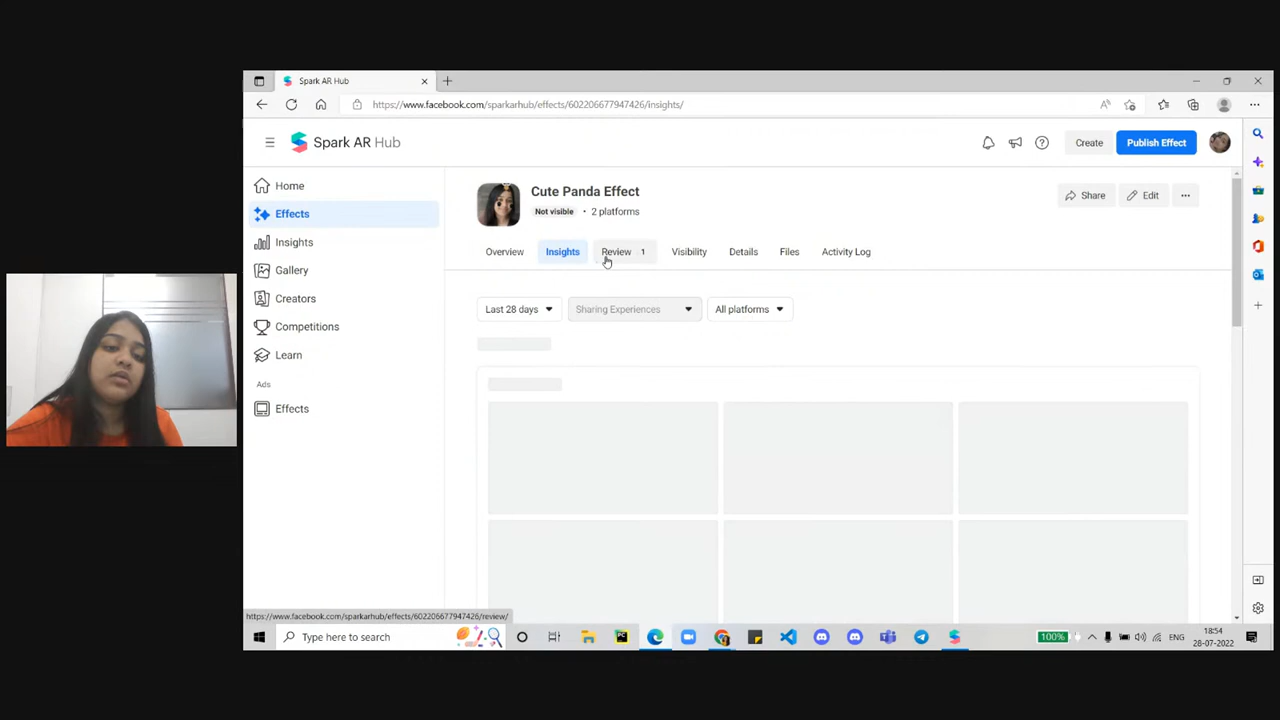 Spark AR Hub
https://www.facebook.com/sparkarhub/effects/602206677947426/insights/
Spark AR Hub
Create
Publish Effect
Home
Effects
Insights
Gallery
Creators
Competitions
Learn
Ads
Effects
Cute Panda Effect
Not visible • 2 platforms
Share
Edit
Overview
Insights
Review 1
Visibility
Details
Files
Activity Log
Last 28 days
Sharing Experiences
All platforms
https://www.facebook.com/sparkarhub/effects/602206677947426/review/
Type here to search
100%
ENG
18:54
28-07-2022